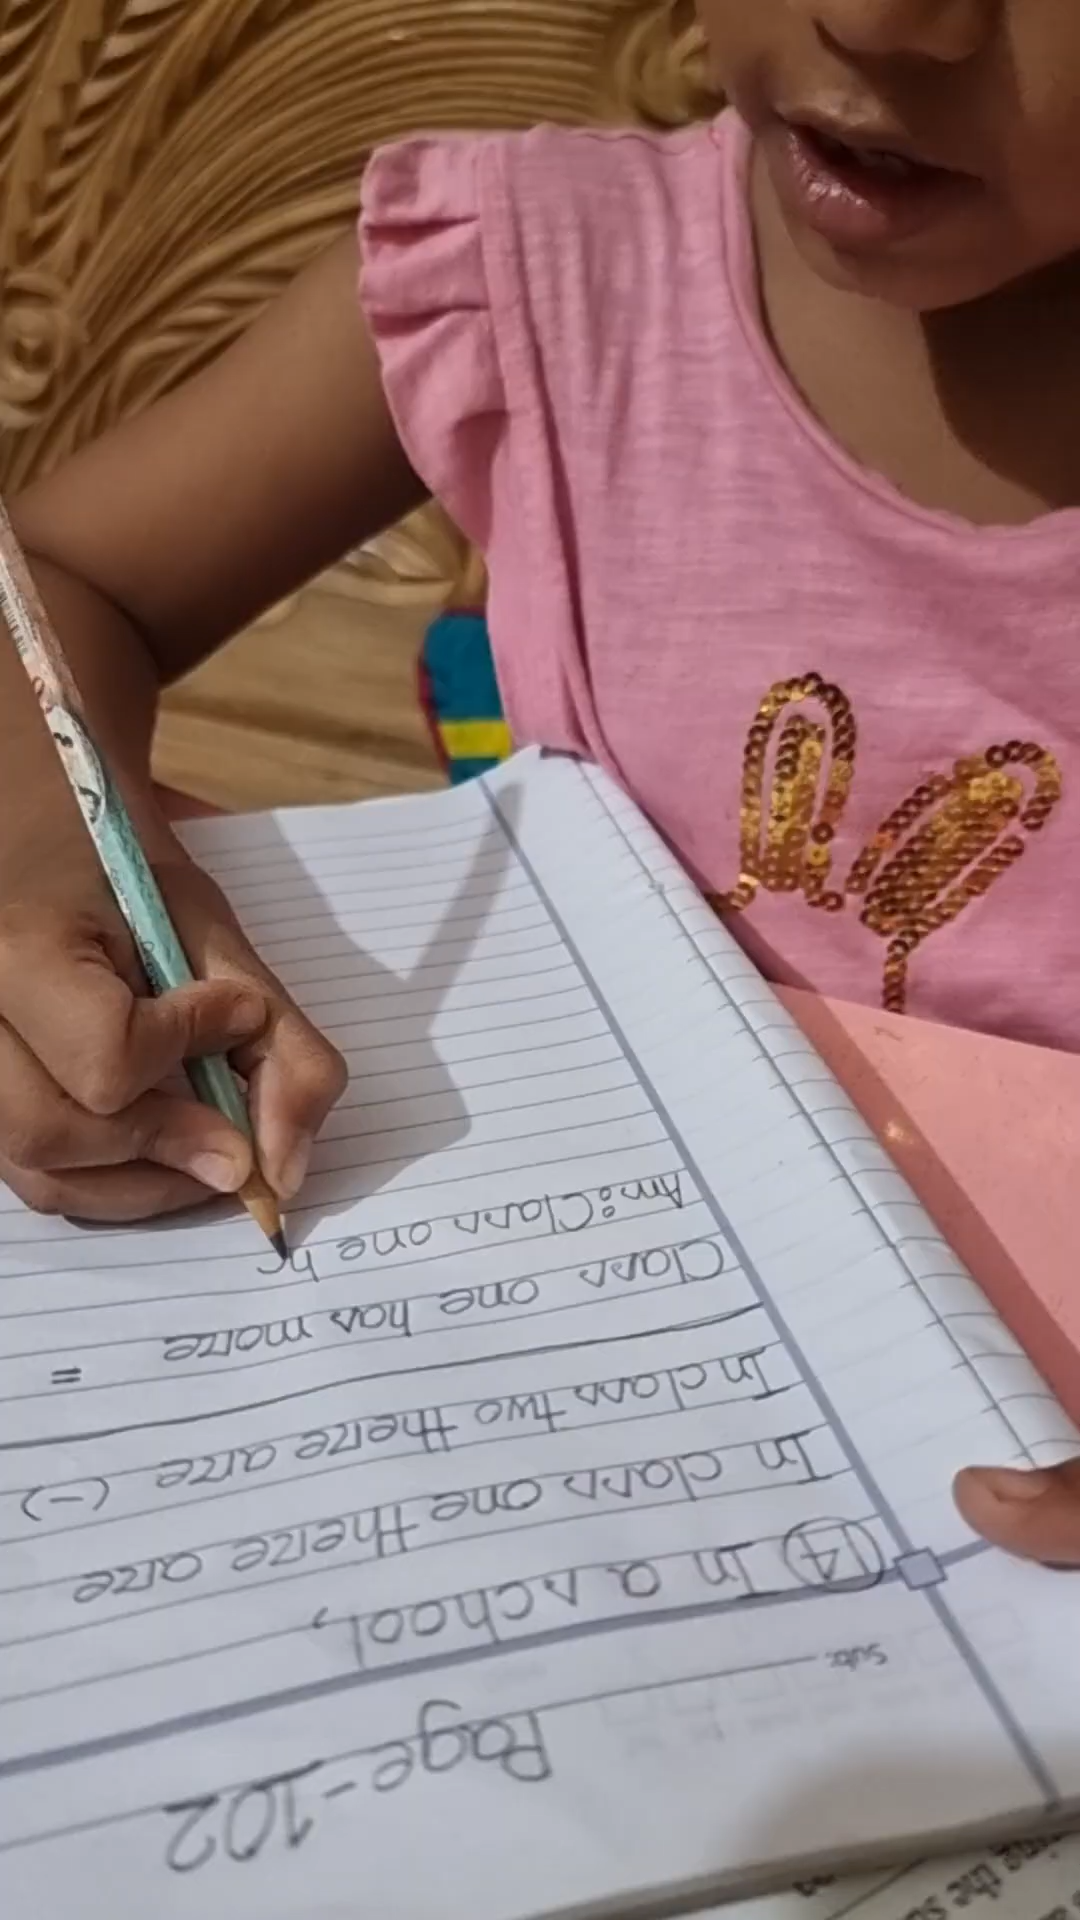 Page-102
Sub:
14 In a school,
In class one there are
In class two there are (-)
Class one has more =
Ans: Class one h